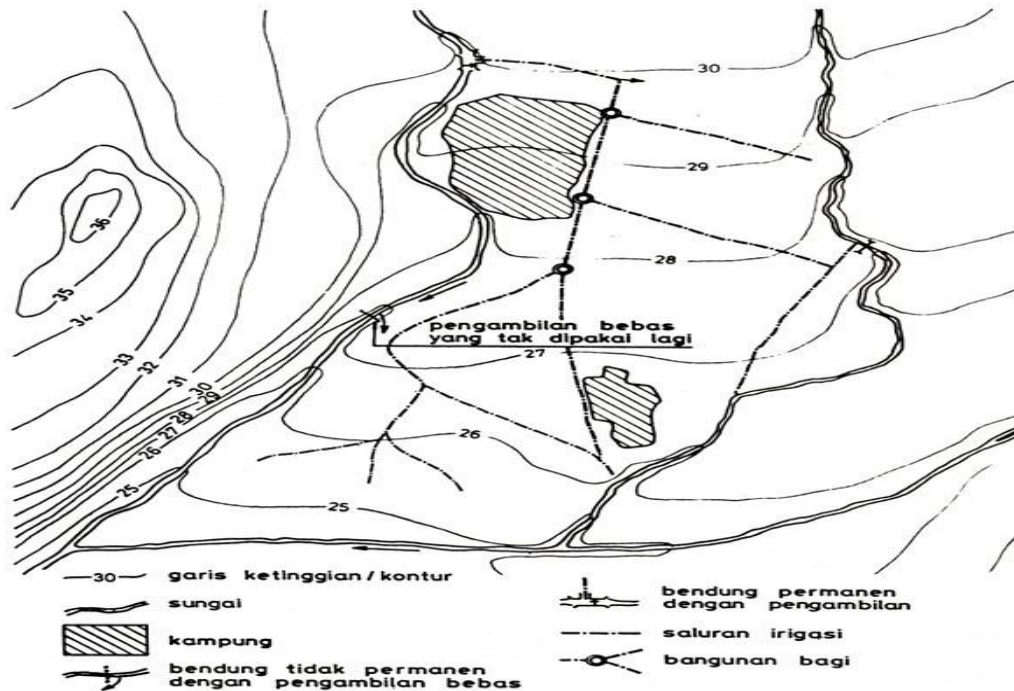 30
29
28
36
35
34
33
32
31
30
29
28
27
26
25
pengambilan bebas
yang tak dipakai lagi
27
26
25
30 garis ketinggian/kontur
sungai
kampung
bendung tidak permanen
dengan pengambilan bebas
bendung permanen
dengan pengambilan
saluran irigasi
bangunan bagi